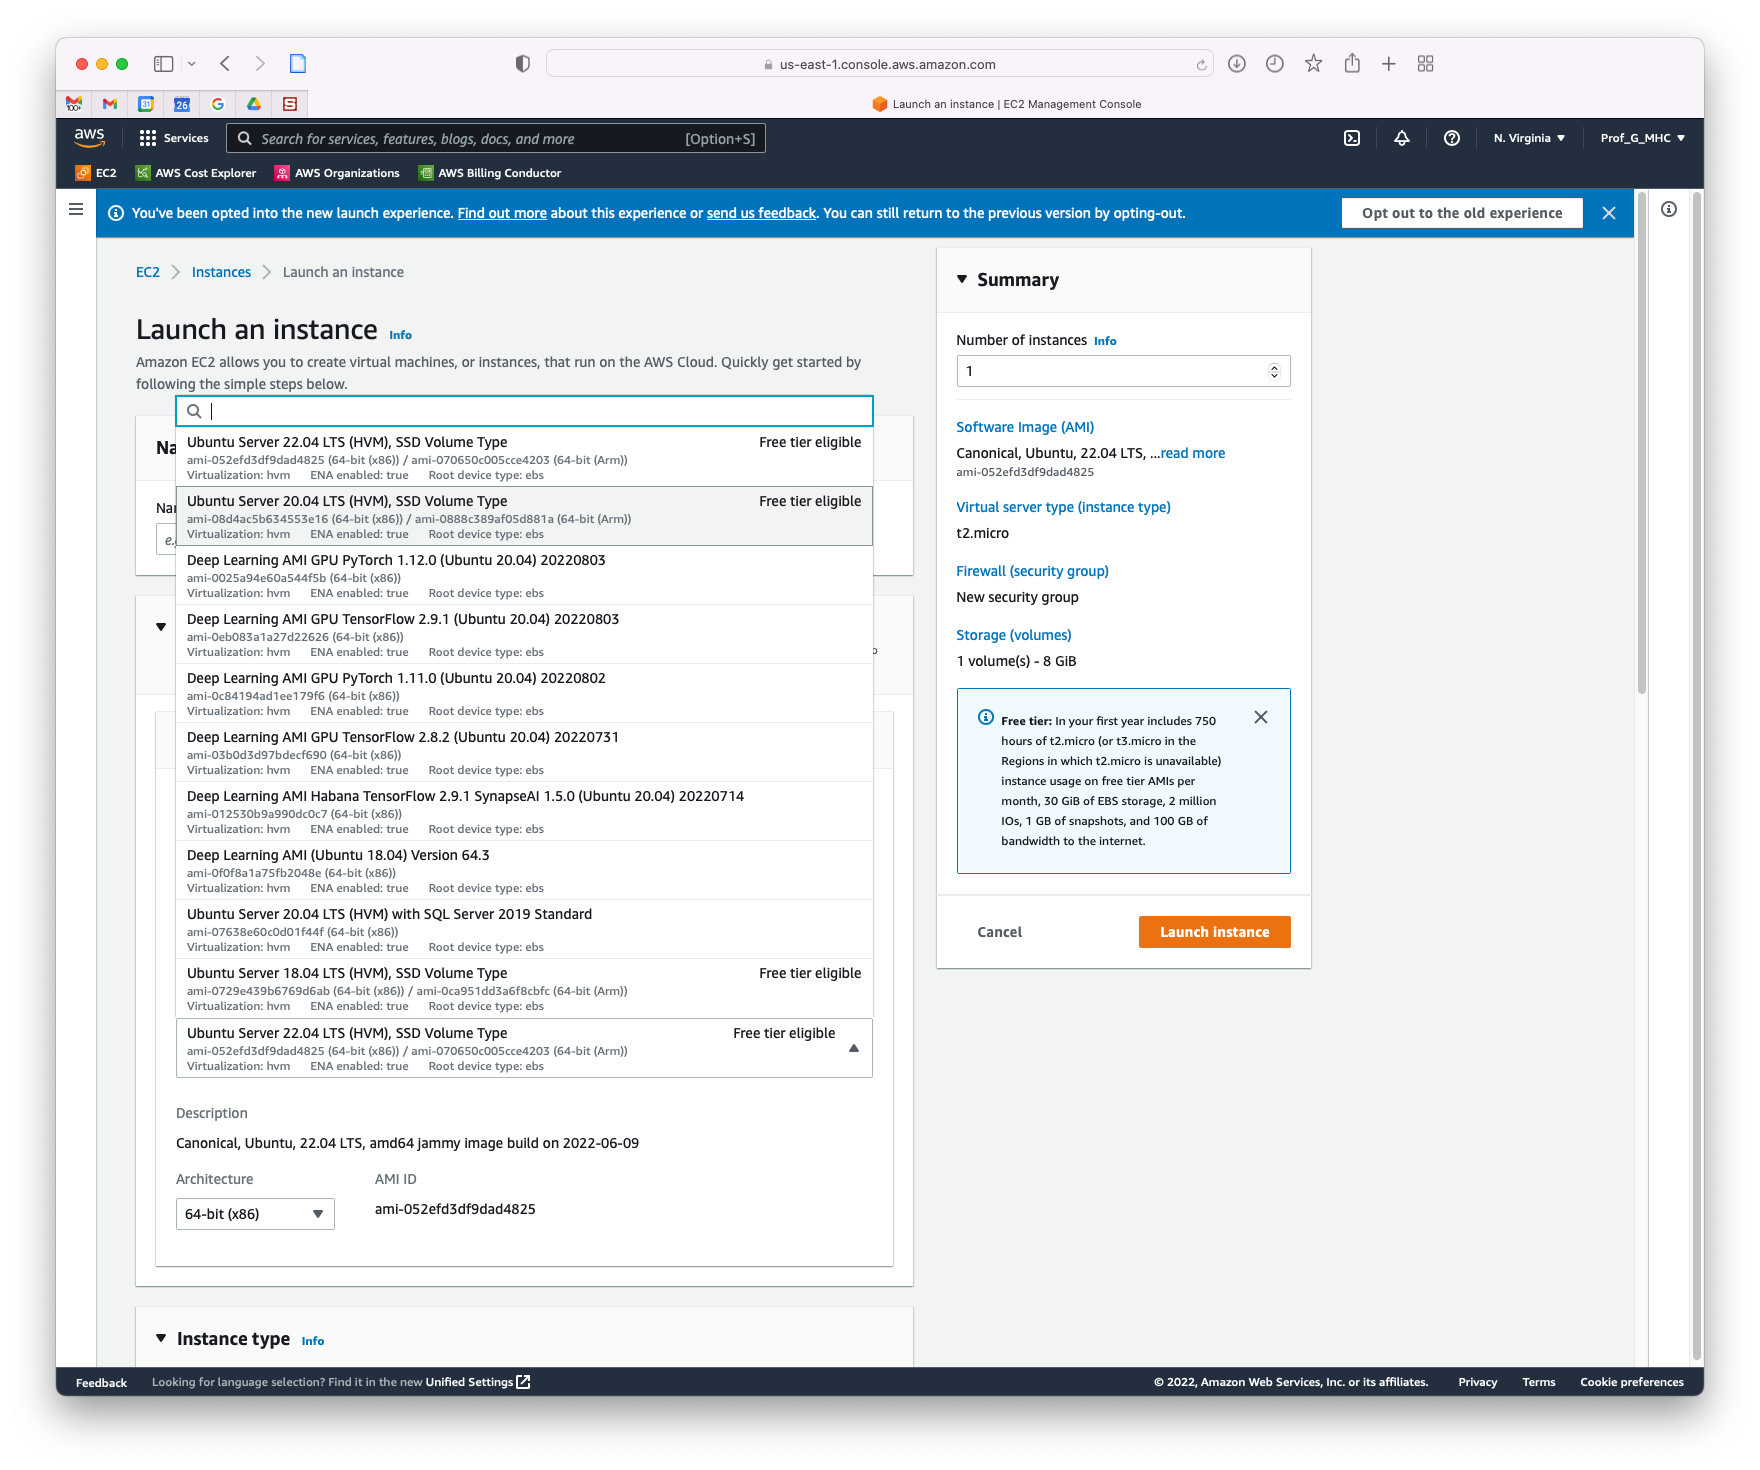 us-east-1.console.aws.amazon.com
Launch an instance | EC2 Management Console
aws
Services
Search for services, features, blogs, docs, and more [Option+S]
N. Virginia
Prof_G_MHC
EC2
AWS Cost Explorer
AWS Organizations
AWS Billing Conductor
You've been opted into the new launch experience. Find out more about this experience or send us feedback. You can still return to the previous version by opting-out.
Opt out to the old experience
EC2 Instances Launch an instance
Launch an instance Info
Amazon EC2 allows you to create virtual machines, or instances, that run on the AWS Cloud. Quickly get started by
following the simple steps below.
Ubuntu Server 22.04 LTS (HVM), SSD Volume Type Free tier eligible
ami-052efd3df9dad4825 (64-bit (x86)) / ami-070650c005cce4203 (64-bit (Arm))
Virtualization: hvm ENA enabled: true Root device type: ebs
Ubuntu Server 20.04 LTS (HVM), SSD Volume Type Free tier eligible
ami-08d4ac5b634553e16 (64-bit (x86)) / ami-0888c389af05d881a (64-bit (Arm))
Virtualization: hvm ENA enabled: true Root device type: ebs
Deep Learning AMI GPU PyTorch 1.12.0 (Ubuntu 20.04) 20220803
ami-0025a94e60a544f5b (64-bit (x86))
Virtualization: hvm ENA enabled: true Root device type: ebs
Deep Learning AMI GPU TensorFlow 2.9.1 (Ubuntu 20.04) 20220803
ami-0eb083a1a27d22626 (64-bit (x86))
Virtualization: hvm ENA enabled: true Root device type: ebs
Deep Learning AMI GPU PyTorch 1.11.0 (Ubuntu 20.04) 20220802
ami-0c84194ad1ee179f6 (64-bit (x86))
Virtualization: hvm ENA enabled: true Root device type: ebs
Deep Learning AMI GPU TensorFlow 2.8.2 (Ubuntu 20.04) 20220731
ami-03b0d3d97bdecf690 (64-bit (x86))
Virtualization: hvm ENA enabled: true Root device type: ebs
Deep Learning AMI Habana TensorFlow 2.9.1 SynapseAI 1.5.0 (Ubuntu 20.04) 20220714
ami-012530b9a990dc0c7 (64-bit (x86))
Virtualization: hvm ENA enabled: true Root device type: ebs
Deep Learning AMI (Ubuntu 18.04) Version 64.3
ami-0f0f8a1a75fb2048e (64-bit (x86))
Virtualization: hvm ENA enabled: true Root device type: ebs
Ubuntu Server 20.04 LTS (HVM) with SQL Server 2019 Standard
ami-07638e60c0d01f44f (64-bit (x86))
Virtualization: hvm ENA enabled: true Root device type: ebs
Ubuntu Server 18.04 LTS (HVM), SSD Volume Type Free tier eligible
ami-0729e439b6769d6ab (64-bit (x86)) / ami-0ca951dd3a6f8cbfc (64-bit (Arm))
Virtualization: hvm ENA enabled: true Root device type: ebs
Ubuntu Server 22.04 LTS (HVM), SSD Volume Type Free tier eligible
ami-052efd3df9dad4825 (64-bit (x86)) / ami-070650c005cce4203 (64-bit (Arm))
Virtualization: hvm ENA enabled: true Root device type: ebs
Description
Canonical, Ubuntu, 22.04 LTS, amd64 jammy image build on 2022-06-09
Architecture AMI ID
64-bit (x86) ami-052efd3df9dad4825
Instance type Info
Summary
Number of instances Info
1
Software Image (AMI)
Canonical, Ubuntu, 22.04 LTS, ...read more
ami-052efd3df9dad4825
Virtual server type (instance type)
t2.micro
Firewall (security group)
New security group
Storage (volumes)
1 volume(s) - 8 GiB
Free tier: In your first year includes 750
hours of t2.micro (or t3.micro in the
Regions in which t2.micro is unavailable)
instance usage on free tier AMIs per
month, 30 GiB of EBS storage, 2 million
IOs, 1 GB of snapshots, and 100 GB of
bandwidth to the internet.
Cancel
Launch instance
Feedback
Looking for language selection? Find it in the new Unified Settings
© 2022, Amazon Web Services, Inc. or its affiliates.
Privacy
Terms
Cookie preferences